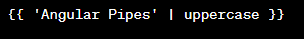 {{ 'Angular Pipes' | uppercase }}